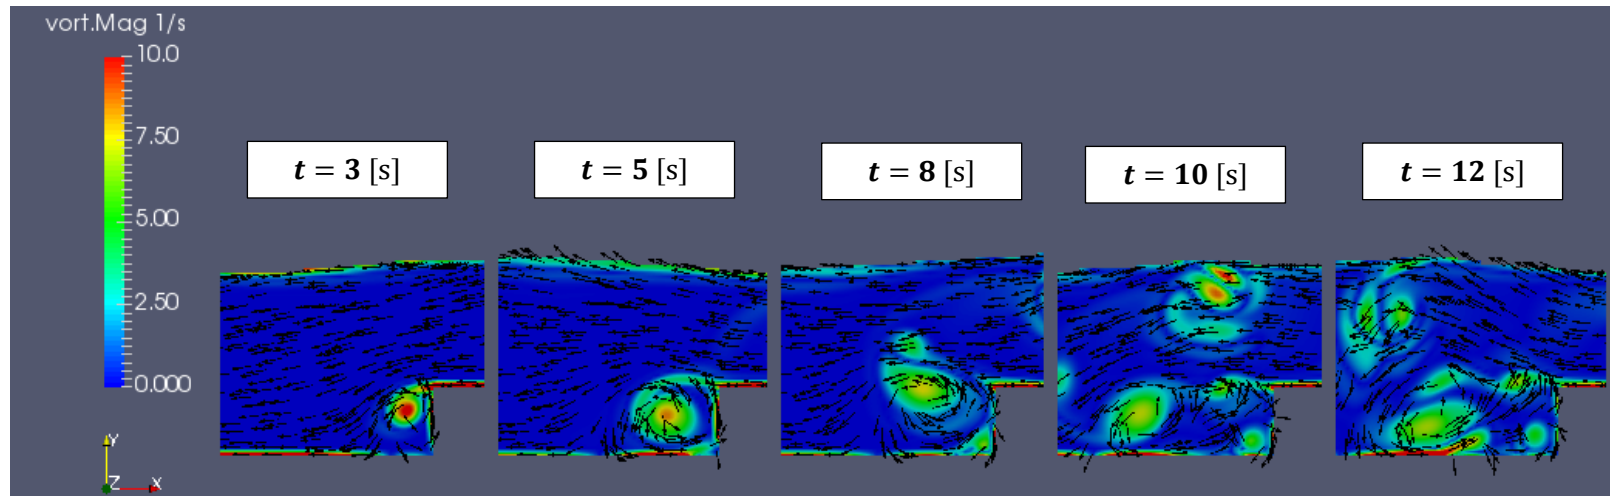 vort.Mag 1/s
10.0
7.50
5.00
2.50
0.000
t = 3 [s]
t = 5 [s]
t = 8 [s]
t = 10 [s]
t = 12 [s]
Y
Z
X